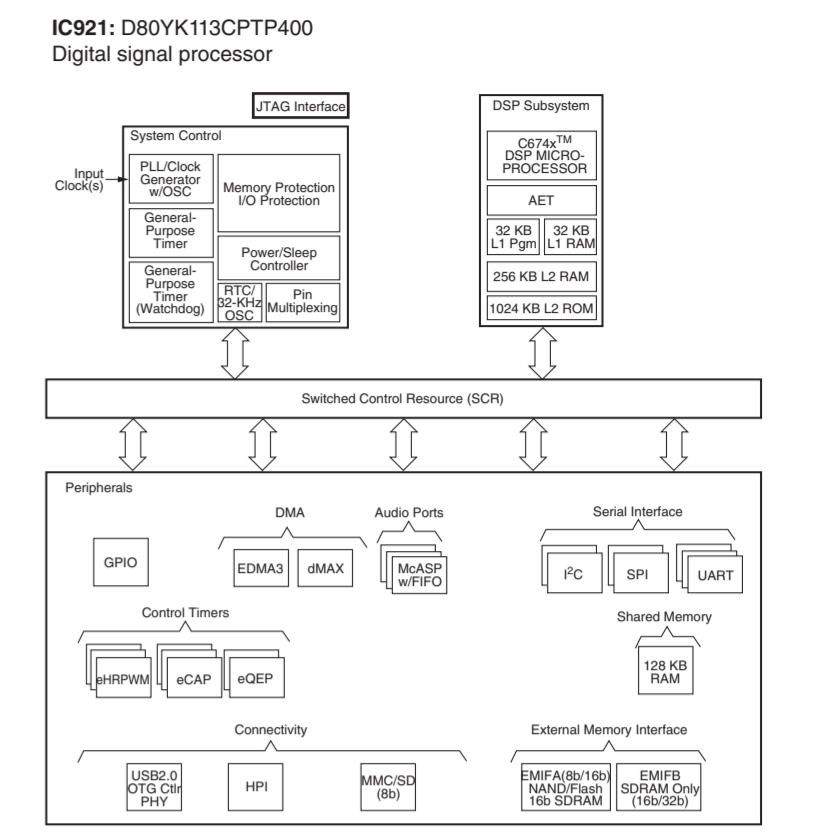 IC921: D80YK113CPTP400
Digital signal processor
JTAG Interface
System Control
Input
Clock(s)
PLL/Clock
Generator
w/OSC
General-
Purpose
Timer
General-
Purpose
Timer
(Watchdog)
Memory Protection
I/O Protection
Power/Sleep
Controller
RTC/
32-KHz
OSC
Pin
Multiplexing
DSP Subsystem
C674x™
DSP MICRO-
PROCESSOR
AET
32 KB
L1 Pgm
32 KB
L1 RAM
256 KB L2 RAM
1024 KB L2 ROM
Switched Control Resource (SCR)
Peripherals
GPIO
DMA
EDMA3
dMAX
Audio Ports
McASP
w/FIFO
Serial Interface
I²C
SPI
UART
Control Timers
eHRPWM
eCAP
eQEP
Shared Memory
128 KB
RAM
Connectivity
USB2.0
OTG Ctlr
PHY
HPI
MMC/SD
(8b)
External Memory Interface
EMIFA(8b/16b)
NAND/Flash
16b SDRAM
EMIFB
SDRAM Only
(16b/32b)